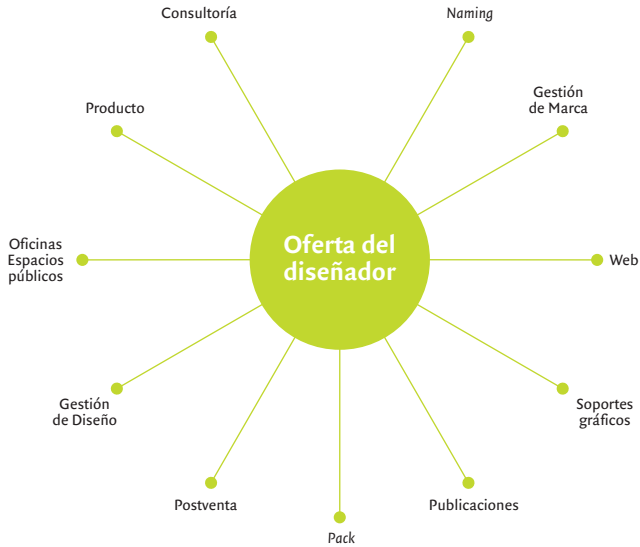 Consultoría
Naming
Gestión
de Marca
Producto
Oferta del
diseñador
Oficinas
Espacios
públicos
Web
Gestión
de Diseño
Soportes
gráficos
Postventa
Publicaciones
Pack